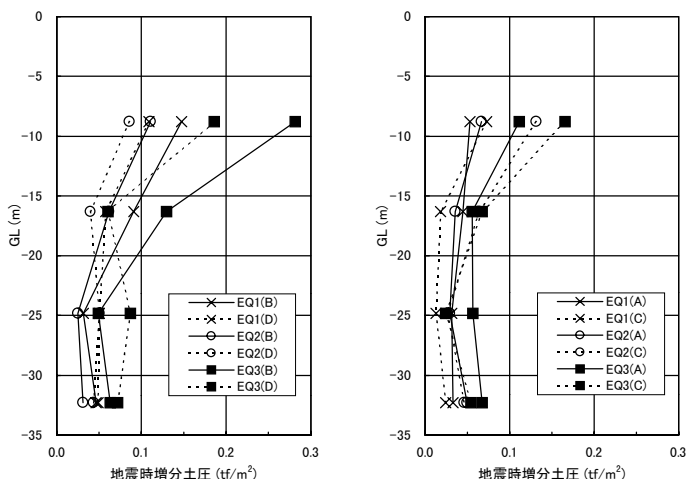 0
-5
-10
-15
-20
-25
-30
-35
GL (m)
0.0 0.1 0.2 0.3
地震時増分土圧 (tf/m²)
EQ1(B)
EQ1(D)
EQ2(B)
EQ2(D)
EQ3(B)
EQ3(D)
0
-5
-10
-15
-20
-25
-30
-35
GL (m)
0.0 0.1 0.2 0.3
地震時増分土圧 (tf/m²)
EQ1(A)
EQ1(C)
EQ2(A)
EQ2(C)
EQ3(A)
EQ3(C)